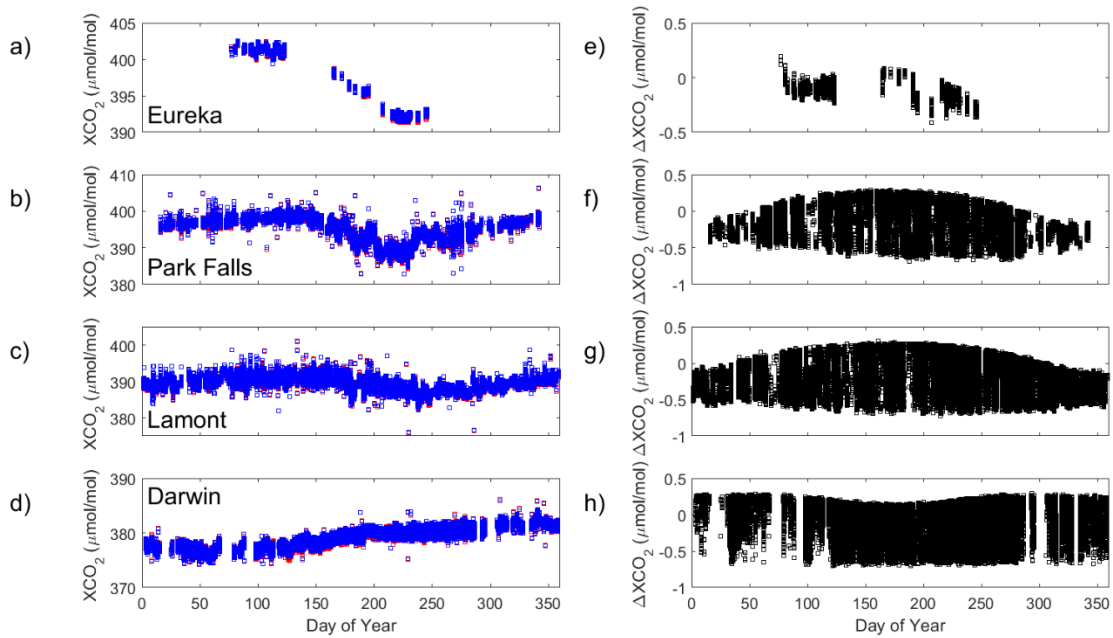 a)
XCO2 (μmol/mol)
405
400
395
390
Eureka
e)
ΔXCO2 (μmol/mol)
0.5
0
-0.5
b)
XCO2 (μmol/mol)
410
400
390
380
Park Falls
f)
ΔXCO2 (μmol/mol)
0.5
0
-0.5
-1
c)
XCO2 (μmol/mol)
400
390
380
Lamont
g)
ΔXCO2 (μmol/mol)
0.5
0
-0.5
-1
d)
XCO2 (μmol/mol)
390
380
370
Darwin
0 50 100 150 200 250 300 350
Day of Year
h)
ΔXCO2 (μmol/mol)
0.5
0
-0.5
-1
0 50 100 150 200 250 300 350
Day of Year